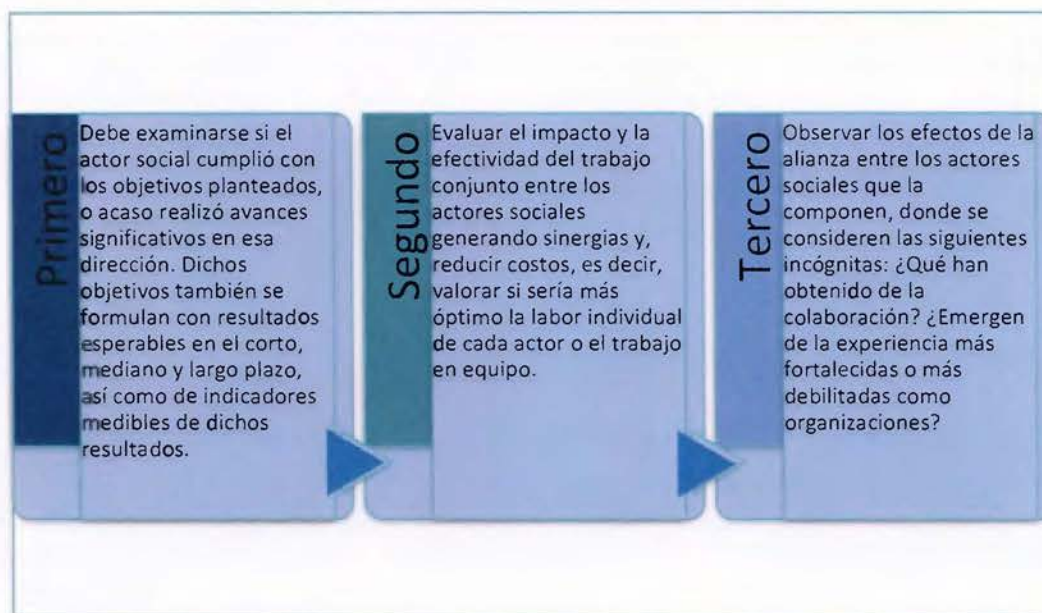 Primero
Debe examinarse si el
actor social cumplió con
los objetivos planteados,
o acaso realizó avances
significativos en esa
dirección. Dichos
objetivos también se
formulan con resultados
esperables en el corto,
mediano y largo plazo,
así como de indicadores
medibles de dichos
resultados.
Segundo
Evaluar el impacto y la
efectividad del trabajo
conjunto entre los
actores sociales
generando sinergias y,
reducir costos, es decir,
valorar si sería más
óptimo la labor individual
de cada actor o el trabajo
en equipo.
Tercero
Observar los efectos de la
alianza entre los actores
sociales que la
componen, donde se
consideren las siguientes
incógnitas: ¿Qué han
obtenido de la
colaboración? ¿Emergen
de la experiencia más
fortalecidas o más
debilitadas como
organizaciones?